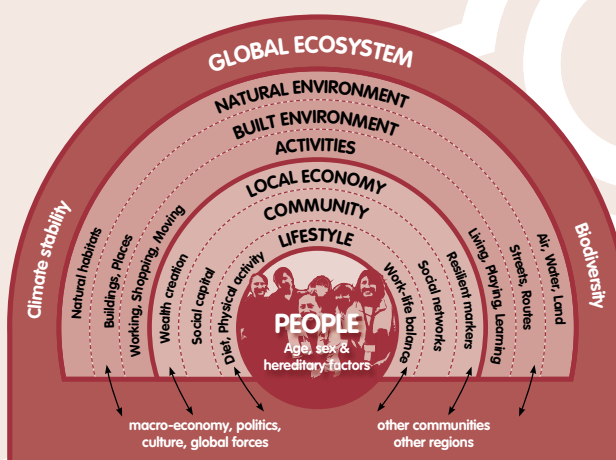 GLOBAL ECOSYSTEM
NATURAL ENVIRONMENT
BUILT ENVIRONMENT
ACTIVITIES
LOCAL ECONOMY
COMMUNITY
LIFESTYLE
Climate stability
Natural habitats
Buildings, Places
Working, Shopping, Moving
Wealth creation
Social capital
Diet, Physical activity
PEOPLE
Age, sex &
hereditary factors
Work-life balance
Social networks
Resilient markers
Living, Playing, Learning
Streets, Routes
Air, Water, Land
Biodiversity
macro-economy, politics,
culture, global forces
other communities
other regions